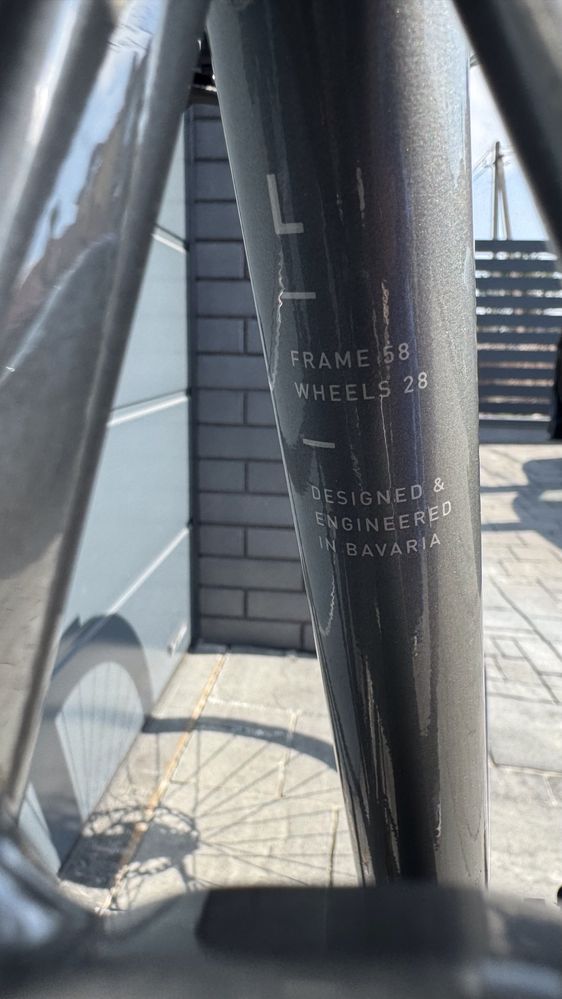 L
FRAME 58
WHEELS 28
DESIGNED &
ENGINEERED
IN BAVARIA